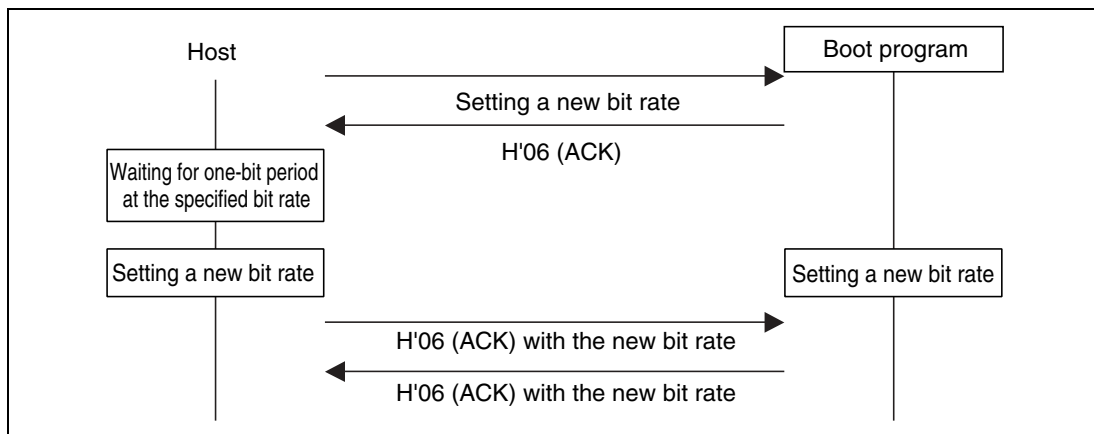 Host
Boot program
Setting a new bit rate
H'06 (ACK)
Waiting for one-bit period
at the specified bit rate
Setting a new bit rate
Setting a new bit rate
H'06 (ACK) with the new bit rate
H'06 (ACK) with the new bit rate